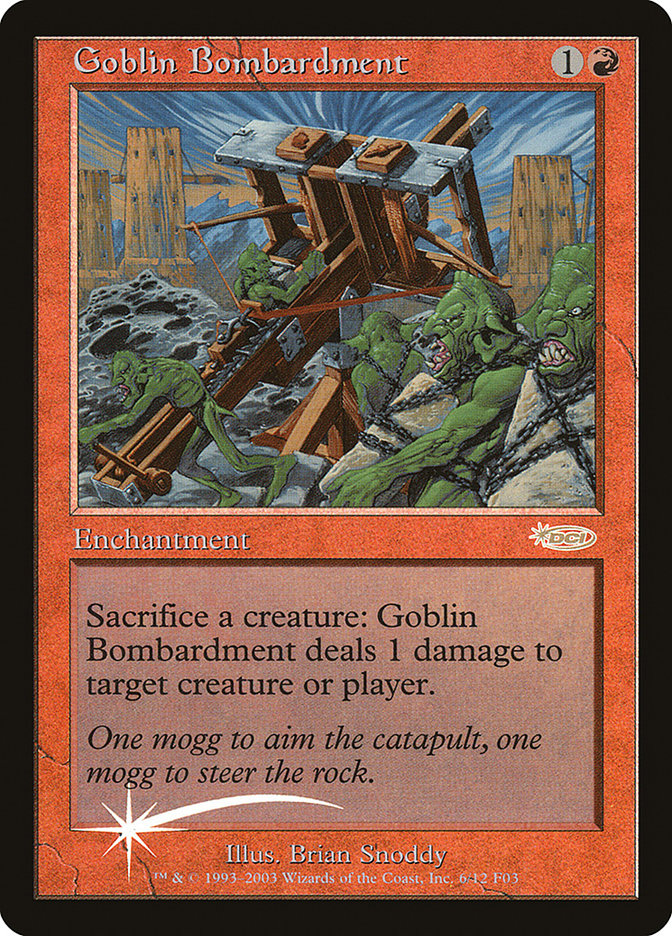 Goblin Bombardment 1
Enchantment
DCI
Sacrifice a creature: Goblin
Bombardment deals 1 damage to
target creature or player.
One mogg to aim the catapult, one
mogg to steer the rock.
Illus. Brian Snoddy
™ & © 1993–2003 Wizards of the Coast, Inc. 6/12 F03